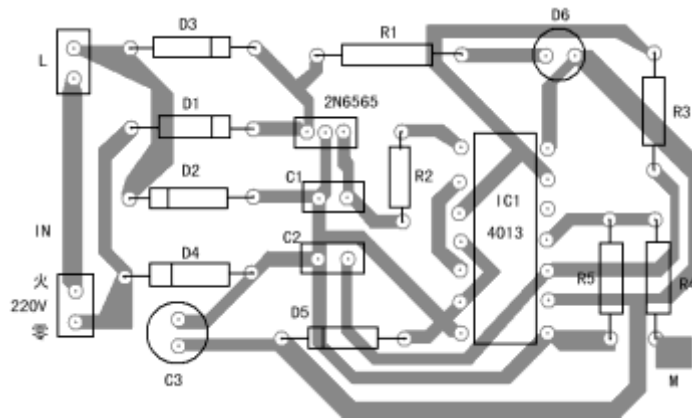 D3
D6
R1
L
D1
2N6565
R3
D2
C1
R2
IC1
4013
IN
C2
火
220V
零
D4
R5
R4
D5
C3
M